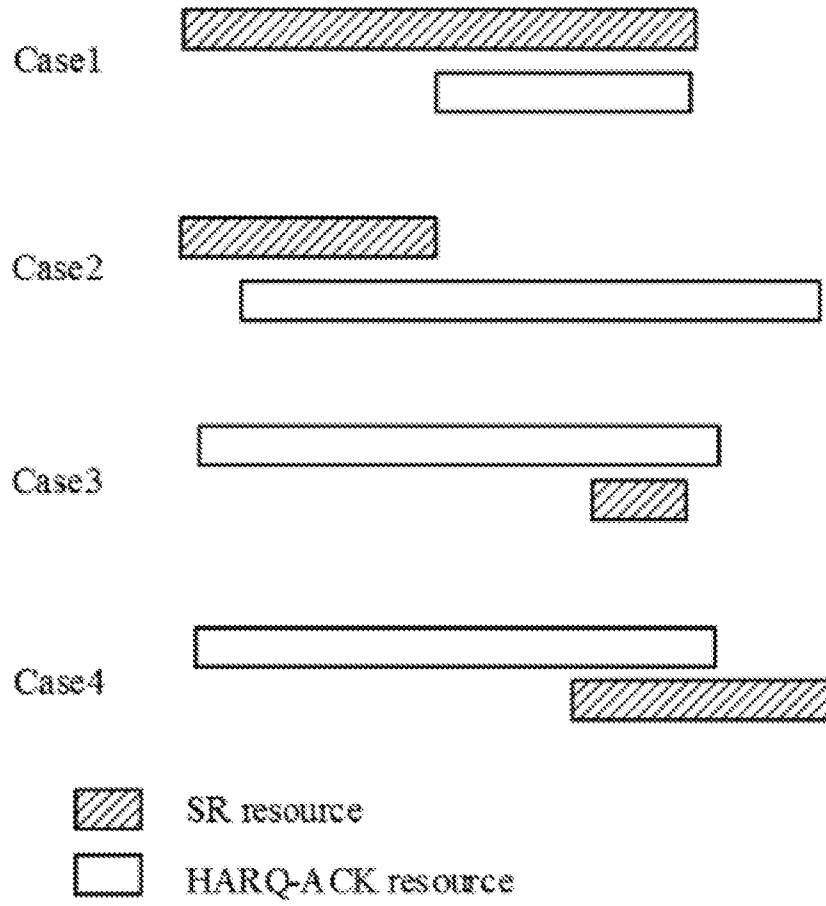 Case1
Case2
Case3
Case4
SR resource
HARQ-ACK resource